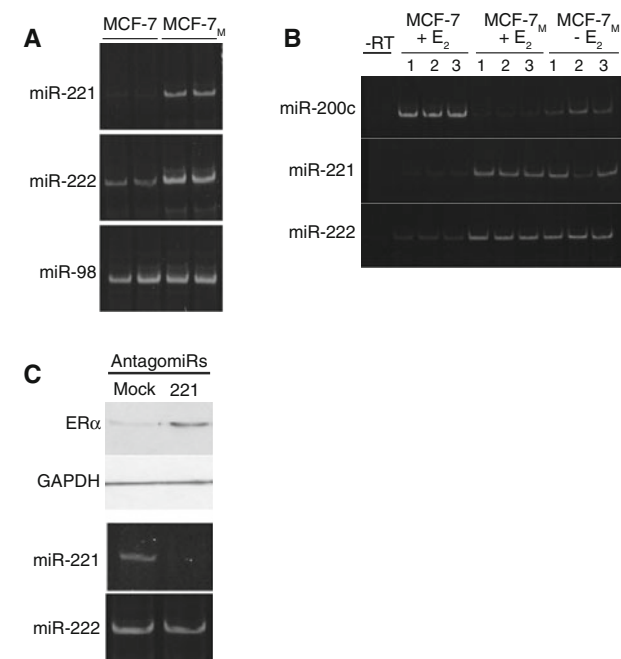 A
MCF-7 MCF-7M
miR-221
miR-222
miR-98
B
-RT
MCF-7 + E2
MCF-7M + E2
MCF-7M - E2
1 2 3 1 2 3 1 2 3
miR-200c
miR-221
miR-222
C
AntagomiRs
Mock 221
ERα
GAPDH
miR-221
miR-222